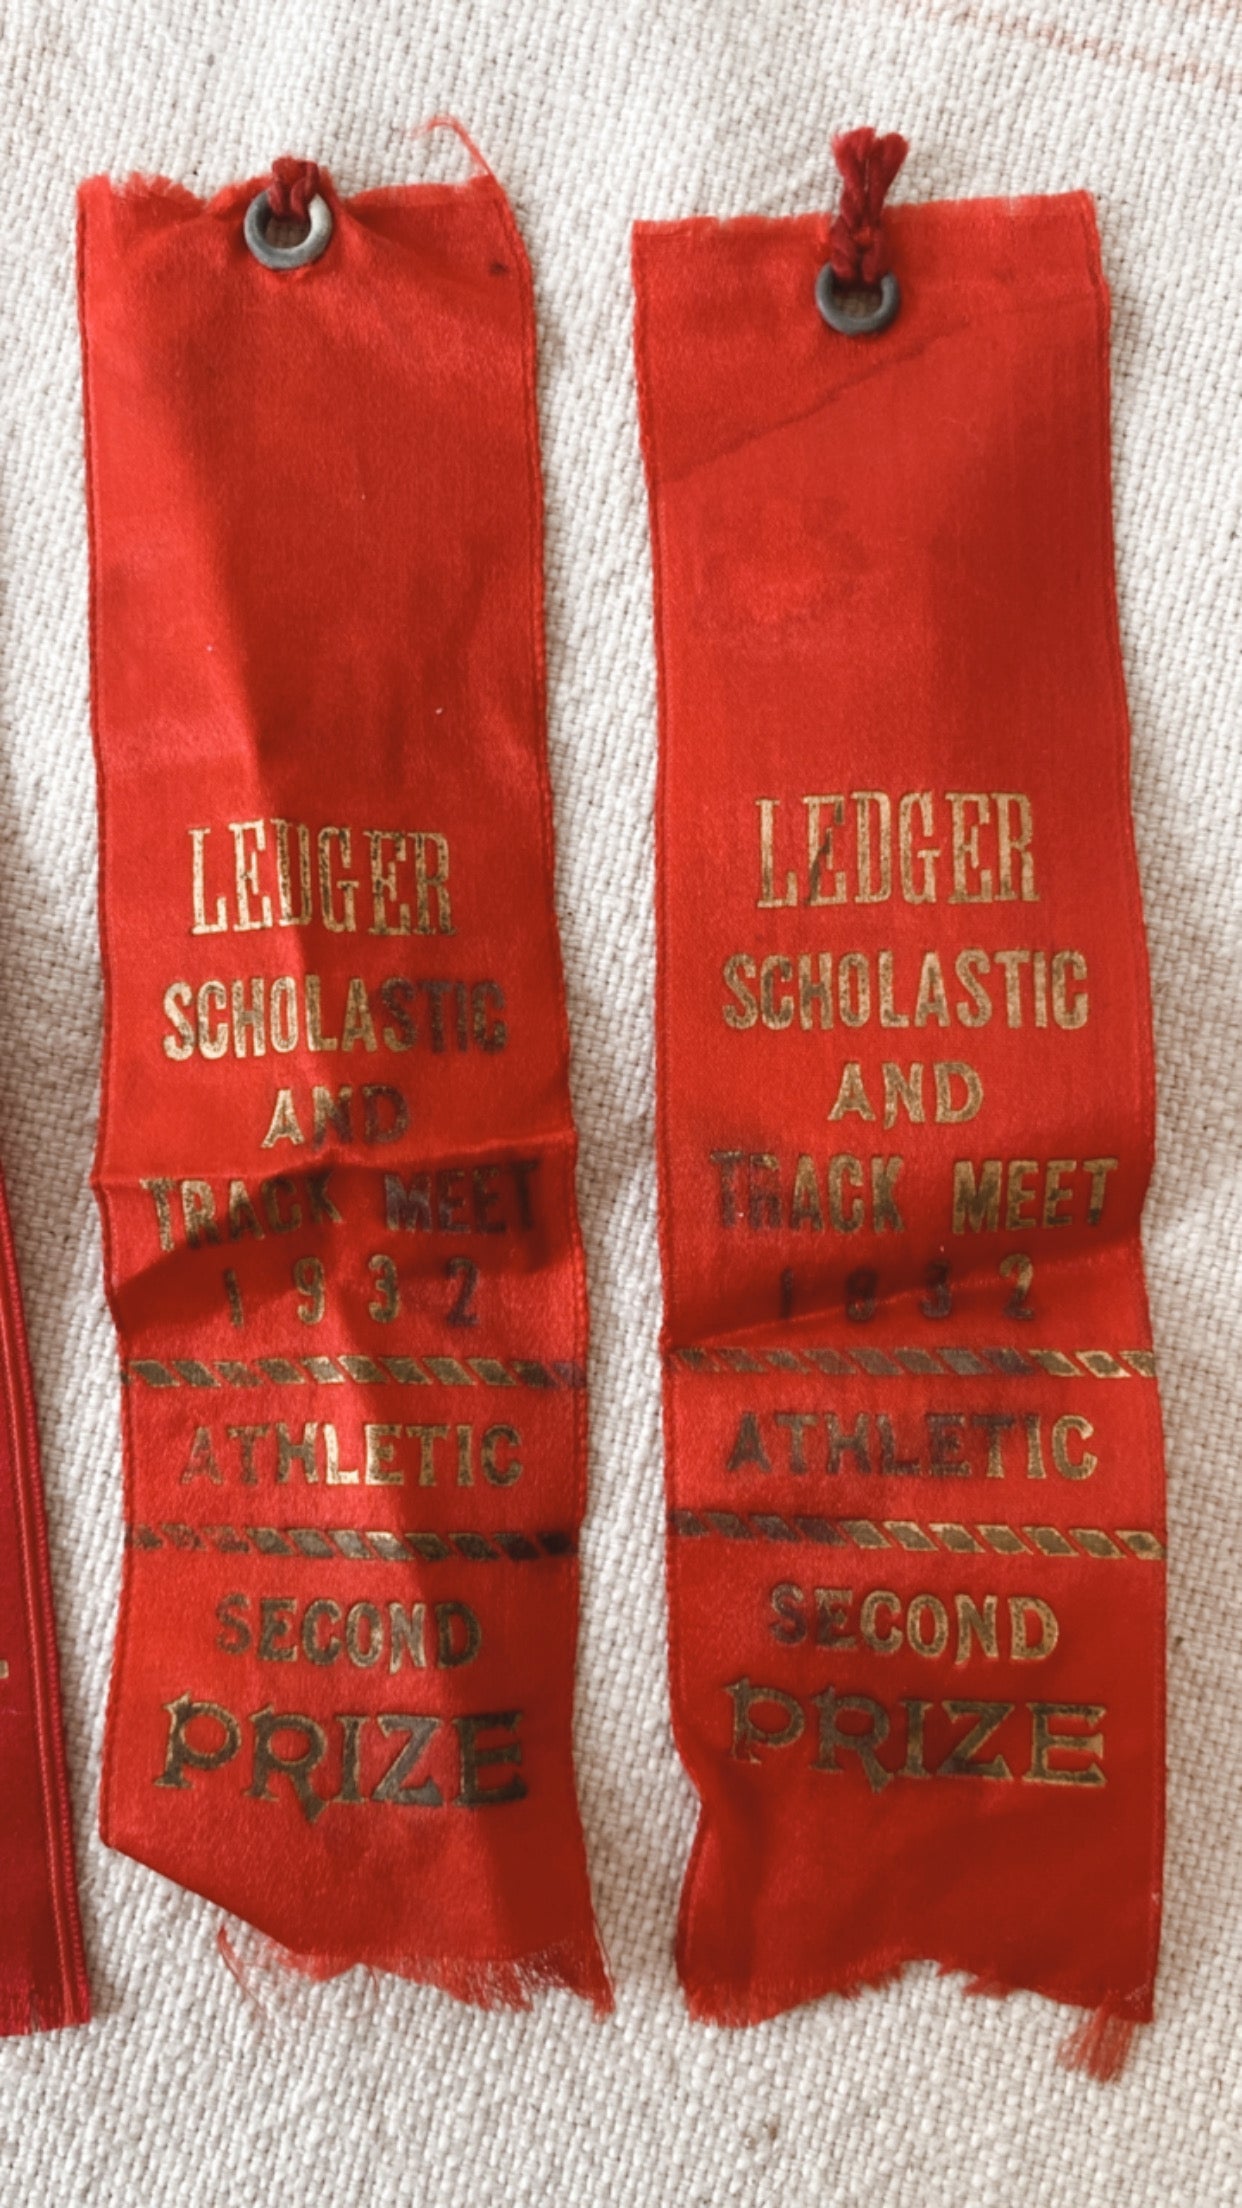 LEDGER
SCHOLASTIC
AND
TRACK MEET
1932
ATHLETIC
SECOND
PRIZE
LEDGER
SCHOLASTIC
AND
TRACK MEET
1932
ATHLETIC
SECOND
PRIZE